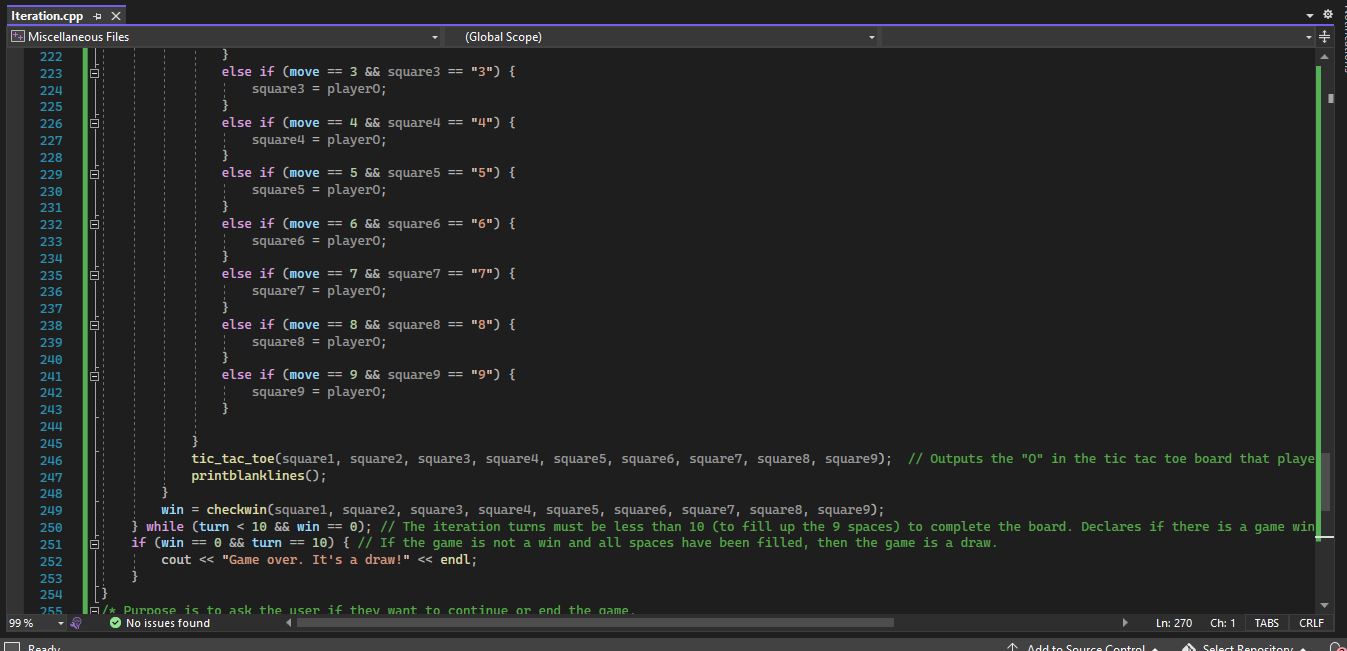 Iteration.cpp
Miscellaneous Files (Global Scope)
222 }
223 else if (move == 3 && square3 == "3") {
224 square3 = playerO;
225 }
226 else if (move == 4 && square4 == "4") {
227 square4 = playerO;
228 }
229 else if (move == 5 && square5 == "5") {
230 square5 = playerO;
231 }
232 else if (move == 6 && square6 == "6") {
233 square6 = playerO;
234 }
235 else if (move == 7 && square7 == "7") {
236 square7 = playerO;
237 }
238 else if (move == 8 && square8 == "8") {
239 square8 = playerO;
240 }
241 else if (move == 9 && square9 == "9") {
242 square9 = playerO;
243 }
244
245 }
246 tic_tac_toe(square1, square2, square3, square4, square5, square6, square7, square8, square9); // Outputs the "O" in the tic tac toe board that playe
247 printblanklines();
248 }
249 win = checkwin(square1, square2, square3, square4, square5, square6, square7, square8, square9);
250 } while (turn < 10 && win == 0); // The iteration turns must be less than 10 (to fill up the 9 spaces) to complete the board. Declares if there is a game win
251 if (win == 0 && turn == 10) { // If the game is not a win and all spaces have been filled, then the game is a draw.
252 cout << "Game over. It's a draw!" << endl;
253 }
254 }
255 /* Purpose is to ask the user if they want to continue or end the game.
99 % No issues found Ln: 270 Ch: 1 TABS CRLF
Ready Add to Source Control Select Repository